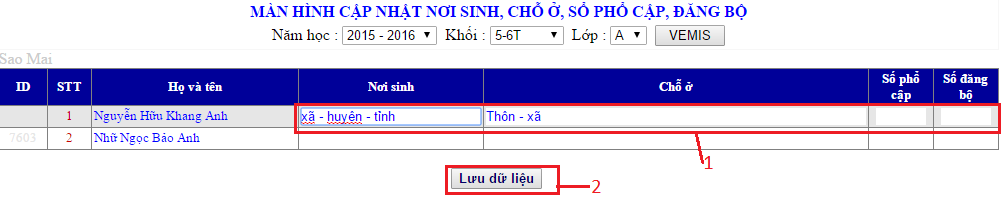 MÀN HÌNH CẬP NHẬT NƠI SINH, CHỖ Ở, SỐ PHỔ CẬP, ĐĂNG BỘ
Năm học : 2015 - 2016 Khối : 5-6T Lớp : A VEMIS
Sao Mai
ID STT Họ và tên Nơi sinh Chỗ ở Số phổ cập Số đăng bộ
1 Nguyễn Hữu Khang Anh xã - huyện - tỉnh Thôn - xã
7603 2 Nhữ Ngọc Bảo Anh
1
Lưu dữ liệu 2